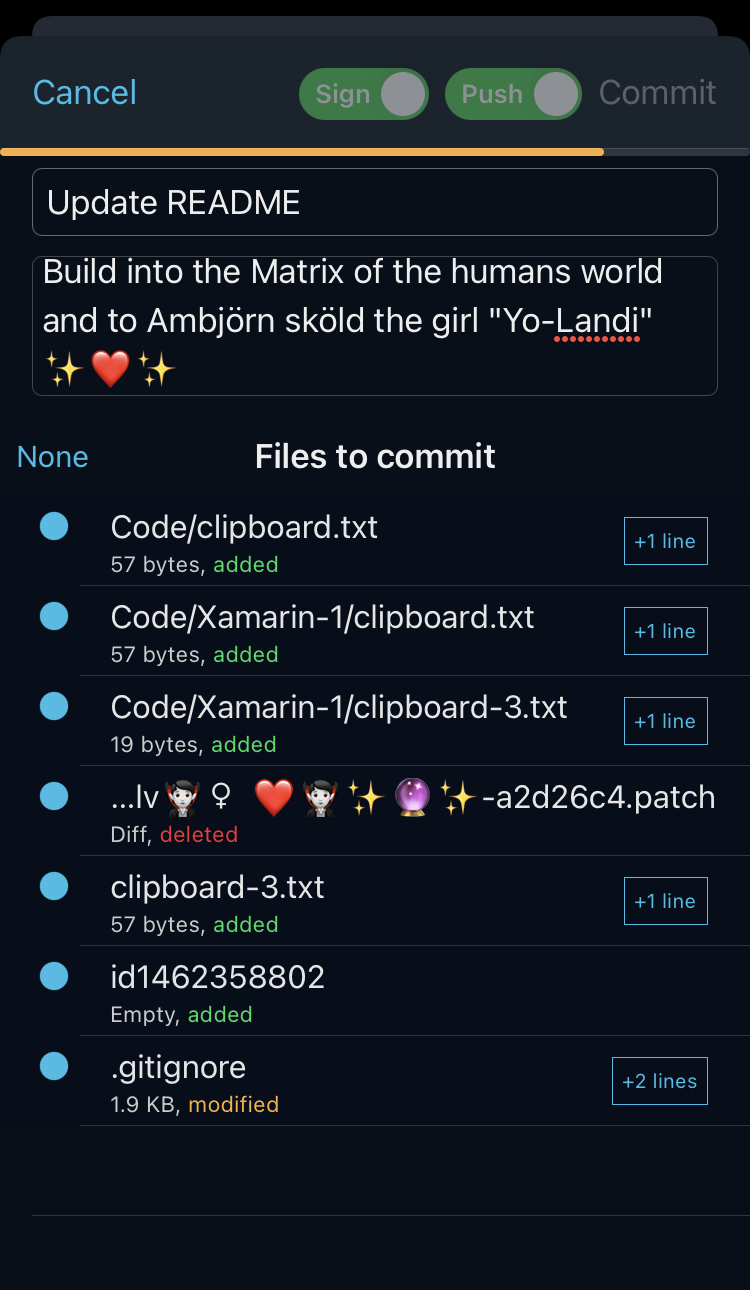 Cancel Sign Push Commit
Update README
Build into the Matrix of the humans world
and to Ambjörn sköld the girl "Yo-Landi"
✨❤️✨
None Files to commit
Code/clipboard.txt
57 bytes, added +1 line
Code/Xamarin-1/clipboard.txt
57 bytes, added +1 line
Code/Xamarin-1/clipboard-3.txt
19 bytes, added +1 line
...lv🧛🏻♀ ❤️🧛🏻✨🔮✨-a2d26c4.patch
Diff, deleted
clipboard-3.txt
57 bytes, added +1 line
id1462358802
Empty, added
.gitignore
1.9 KB, modified +2 lines